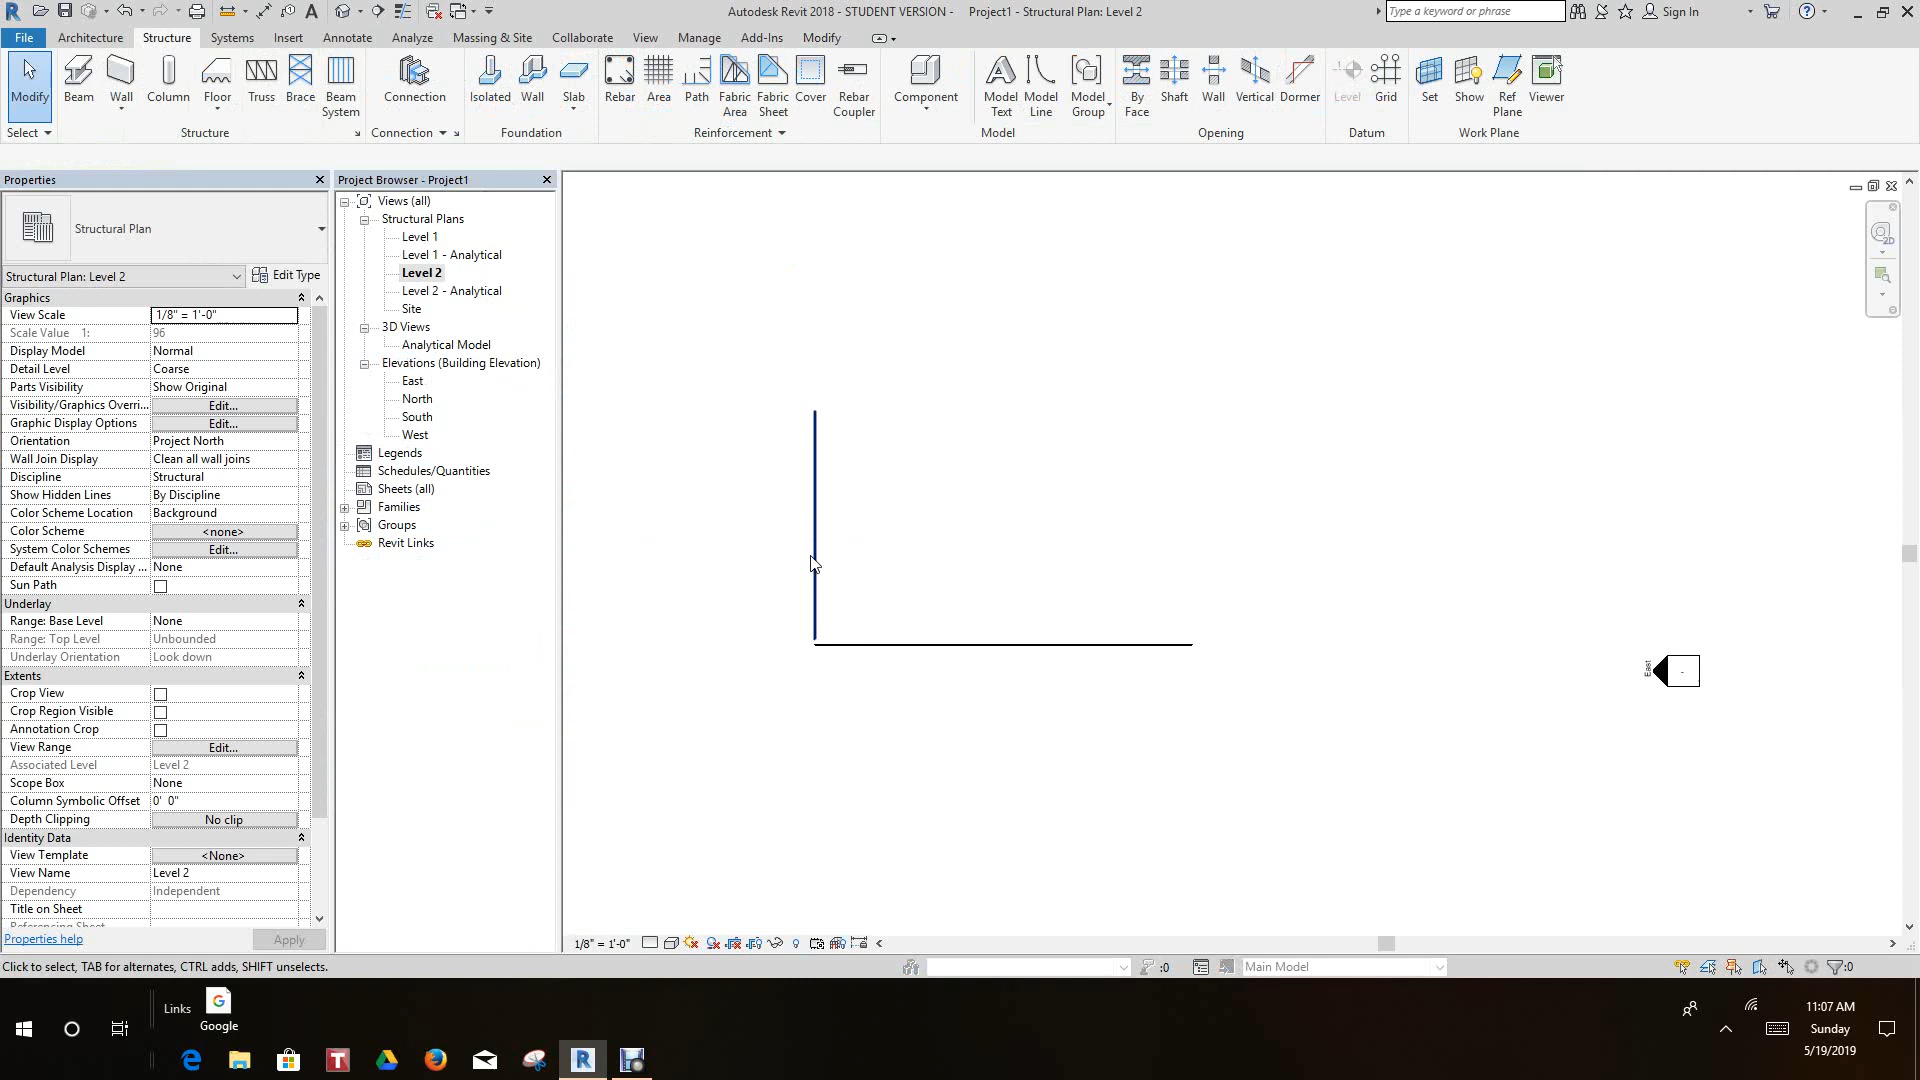 Autodesk Revit 2018 - STUDENT VERSION - Project1 - Structural Plan: Level 2
Type a keyword or phrase
Sign In
File Architecture Structure Systems Insert Annotate Analyze Massing & Site Collaborate View Manage Add-Ins Modify
Modify Beam Wall Column Floor Truss Brace Beam System Connection Isolated Wall Slab Rebar Area Path Fabric Area Fabric Sheet Cover Rebar Coupler Component Model Text Model Line Model Group By Face Shaft Wall Vertical Dormer Level Grid Set Show Ref Plane Viewer
Select Structure Connection Foundation Reinforcement Model Opening Datum Work Plane
Properties
Structural Plan
Structural Plan: Level 2 Edit Type
Graphics
View Scale 1/8" = 1'-0"
Scale Value 1: 96
Display Model Normal
Detail Level Coarse
Parts Visibility Show Original
Visibility/Graphics Overri... Edit...
Graphic Display Options Edit...
Orientation Project North
Wall Join Display Clean all wall joins
Discipline Structural
Show Hidden Lines By Discipline
Color Scheme Location Background
Color Scheme <none>
System Color Schemes Edit...
Default Analysis Display ... None
Sun Path
Underlay
Range: Base Level None
Range: Top Level Unbounded
Underlay Orientation Look down
Extents
Crop View
Crop Region Visible
Annotation Crop
View Range Edit...
Associated Level Level 2
Scope Box None
Column Symbolic Offset 0' 0"
Depth Clipping No clip
Identity Data
View Template <None>
View Name Level 2
Dependency Independent
Title on Sheet
Referencing Sheet
Properties help Apply
Project Browser - Project1
Views (all)
Structural Plans
Level 1
Level 1 - Analytical
Level 2
Level 2 - Analytical
Site
3D Views
Analytical Model
Elevations (Building Elevation)
East
North
South
West
Legends
Schedules/Quantities
Sheets (all)
Families
Groups
Revit Links
2D
East
-
1/8" = 1'-0"
Click to select, TAB for alternates, CTRL adds, SHIFT unselects.
:0
Main Model
:0
Links
Google
11:07 AM
Sunday
5/19/2019